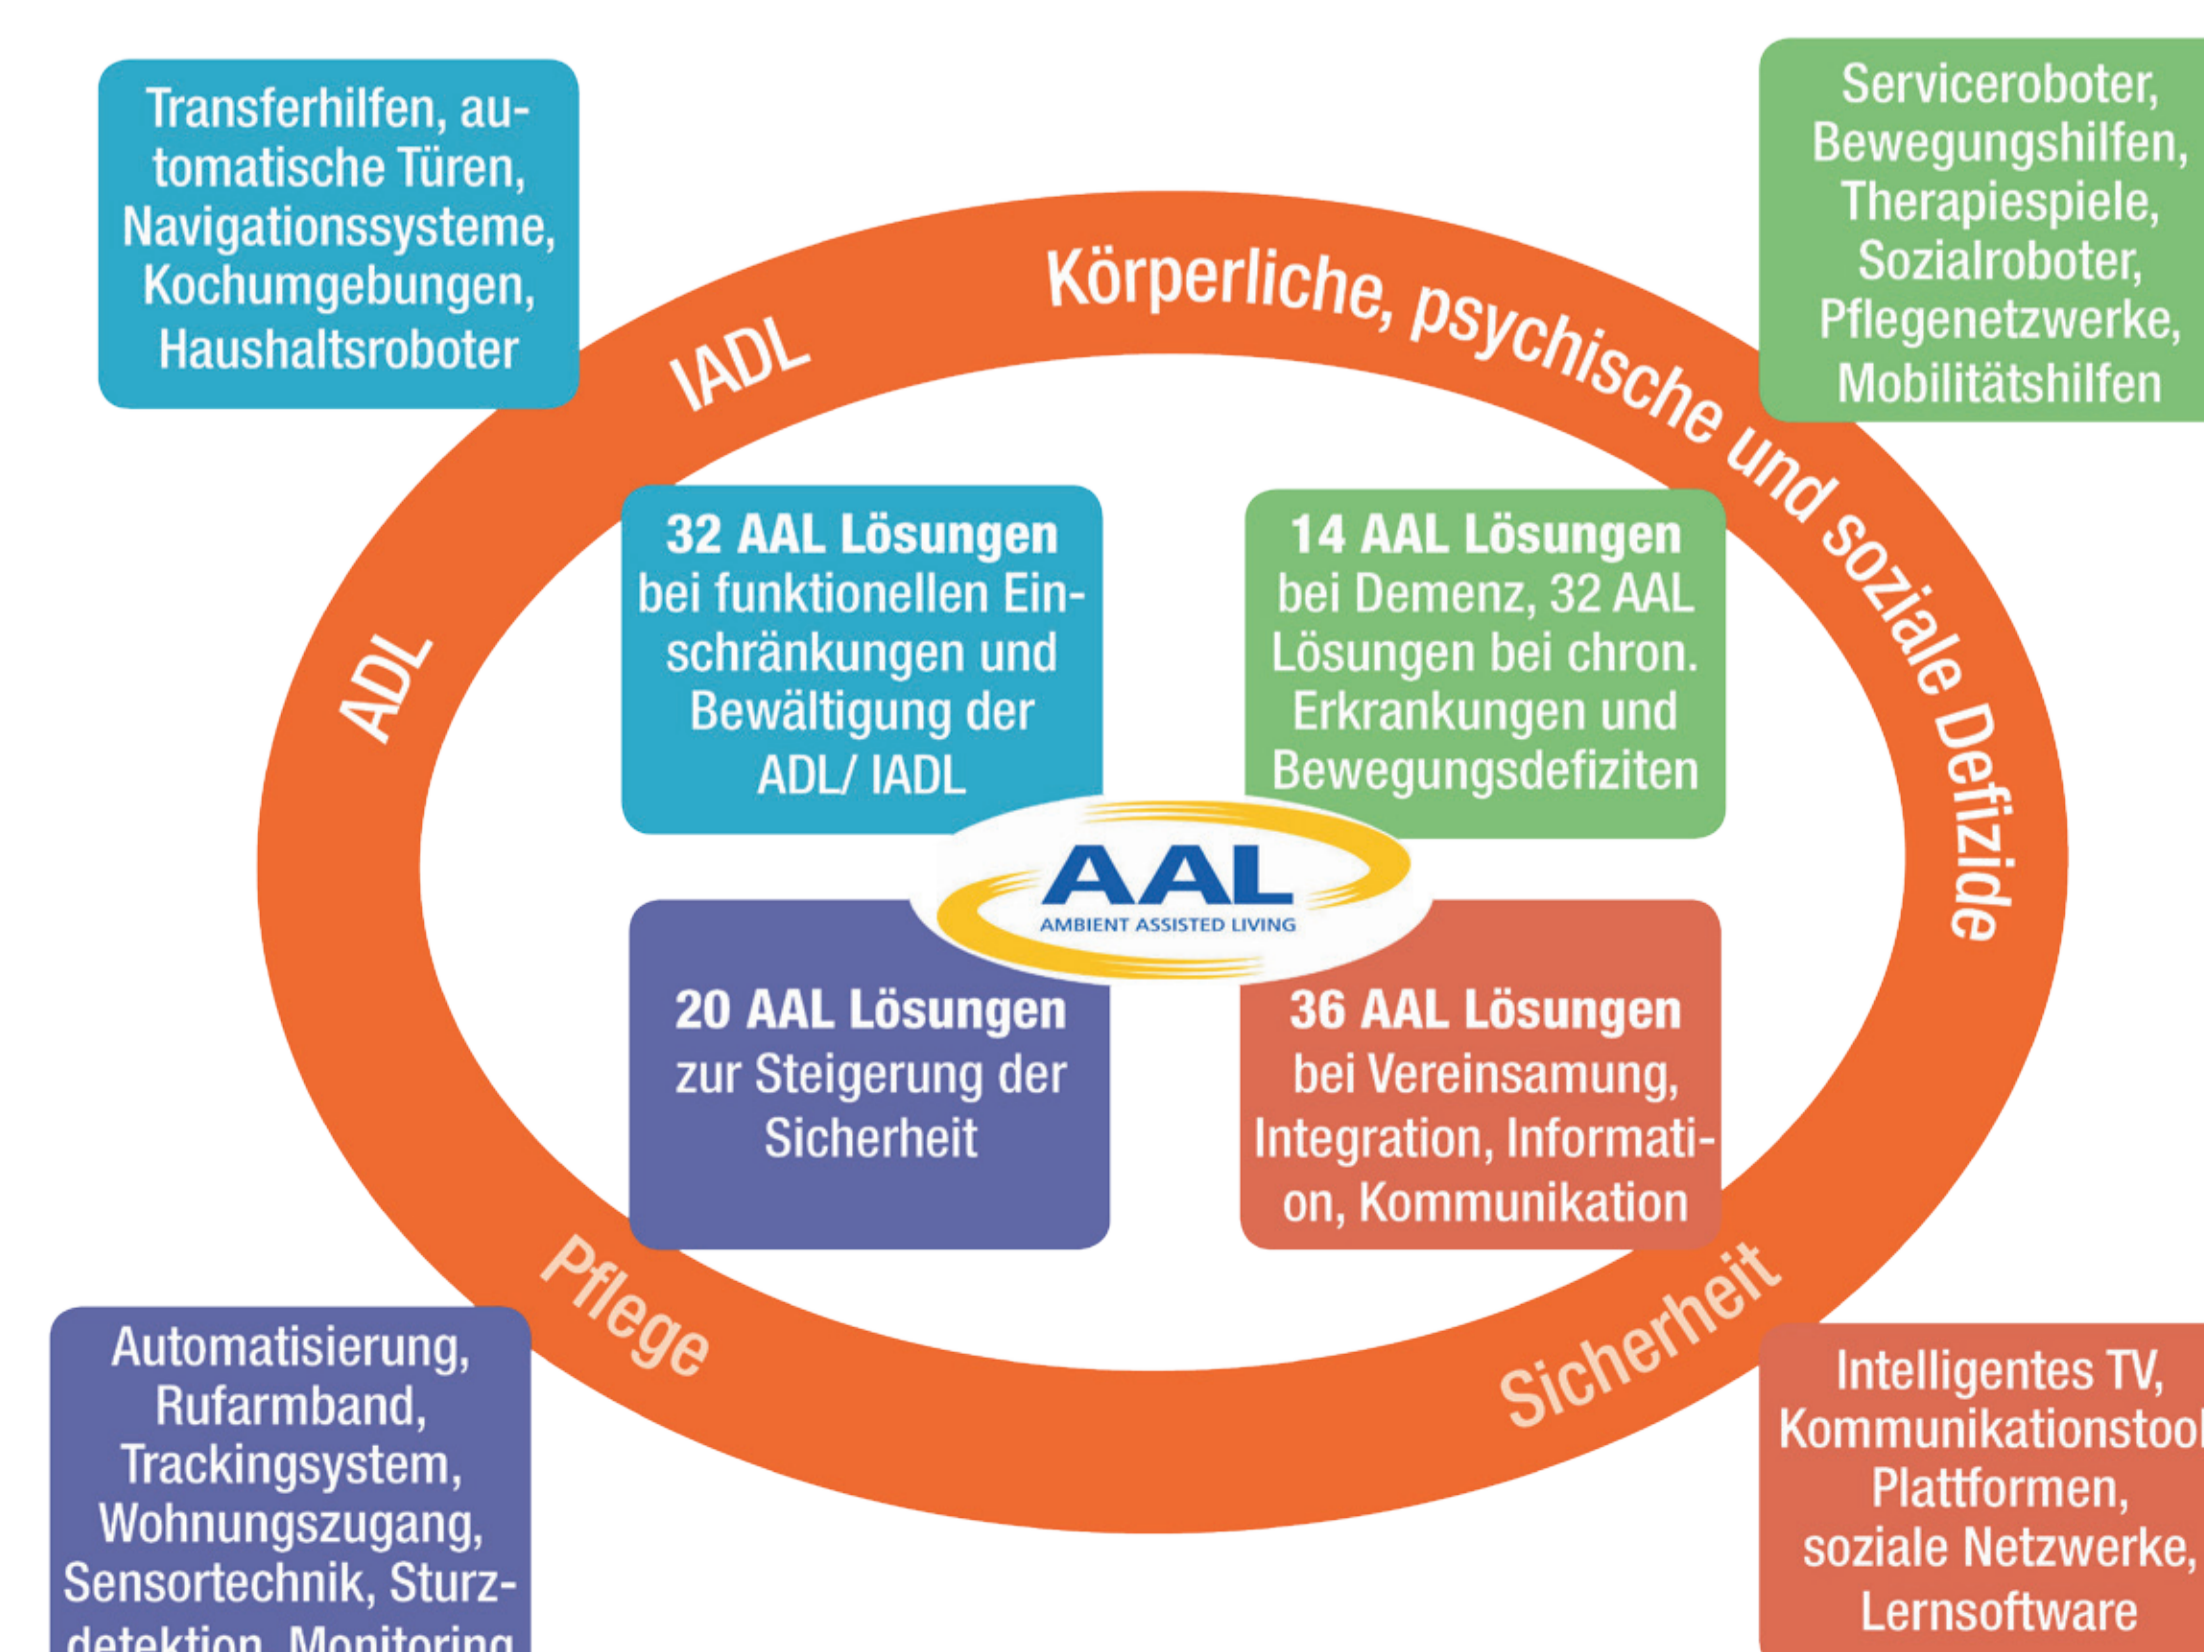 Transferhilfen, au-
tomatische Türen,
Navigationssysteme,
Kochumgebungen,
Haushaltsroboter
Serviceroboter,
Bewegungshilfen,
Therapiespiele,
Sozialroboter,
Pflegenetzwerke,
Mobilitätshilfen
ADL
IADL
Körperliche, psychische und soziale Defizide
32 AAL Lösungen
bei funktionellen Ein-
schränkungen und
Bewältigung der
ADL/ IADL
14 AAL Lösungen
bei Demenz, 32 AAL
Lösungen bei chron.
Erkrankungen und
Bewegungsdefiziten
AAL
AMBIENT ASSISTED LIVING
20 AAL Lösungen
zur Steigerung der
Sicherheit
36 AAL Lösungen
bei Vereinsamung,
Integration, Informati-
on, Kommunikation
Pflege
Sicherheit
Automatisierung,
Rufarmband,
Trackingsystem,
Wohnungszugang,
Sensortechnik, Sturz-
detektion, Monitoring
Intelligentes TV,
Kommunikationstool
Plattformen,
soziale Netzwerke,
Lernsoftware